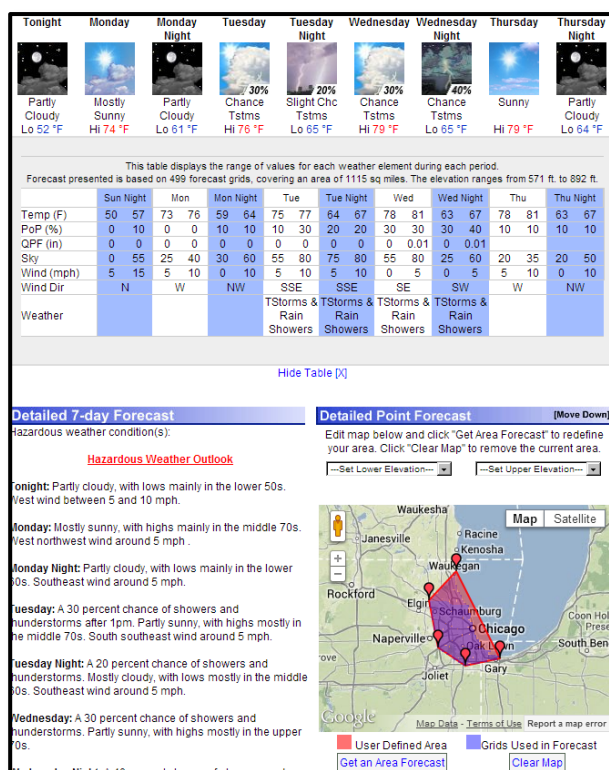 Tonight Monday Monday Night Tuesday Tuesday Night Wednesday Wednesday Night Thursday Thursday Night
30% 20% 30% 40%
Partly Cloudy Mostly Sunny Partly Cloudy Chance Tstms Slight Chc Tstms Chance Tstms Chance Tstms Sunny Partly Cloudy
Lo 52 °F Hi 74 °F Lo 61 °F Hi 76 °F Lo 65 °F Hi 79 °F Lo 65 °F Hi 79 °F Lo 64 °F
This table displays the range of values for each weather element during each period.
Forecast presented is based on 499 forecast grids, covering an area of 1115 sq miles. The elevation ranges from 571 ft. to 892 ft.
Sun Night Mon Mon Night Tue Tue Night Wed Wed Night Thu Thu Night
Temp (F) 50 57 73 76 59 64 75 77 64 67 78 81 63 67 78 81 63 67
PoP (%) 0 10 0 0 10 10 10 30 20 20 30 30 30 40 10 10 10 10
QPF (in) 0 0 0 0 0 0 0 0 0 0 0 0.01 0 0.01
Sky 0 55 25 40 30 60 55 80 75 80 55 80 25 60 20 35 20 50
Wind (mph) 5 15 5 10 0 10 5 10 5 10 0 5 0 5 5 10 0 10
Wind Dir N W NW SSE SSE SE SW W NW
Weather TStorms & Rain Showers TStorms & Rain Showers TStorms & Rain Showers TStorms & Rain Showers
Hide Table [X]
Detailed 7-day Forecast
Hazardous weather condition(s):
Hazardous Weather Outlook
Tonight: Partly cloudy, with lows mainly in the lower 50s.
West wind between 5 and 10 mph.
Monday: Mostly sunny, with highs mainly in the middle 70s.
West northwest wind around 5 mph .
Monday Night: Partly cloudy, with lows mainly in the lower
60s. Southeast wind around 5 mph.
Tuesday: A 30 percent chance of showers and
hunderstorms after 1pm. Partly sunny, with highs mostly in
he middle 70s. South southeast wind around 5 mph.
Tuesday Night: A 20 percent chance of showers and
hunderstorms. Mostly cloudy, with lows mostly in the middle
60s. Southeast wind around 5 mph.
Wednesday: A 30 percent chance of showers and
hunderstorms. Partly sunny, with highs mostly in the upper
70s.
Detailed Point Forecast [Move Down]
Edit map below and click "Get Area Forecast" to redefine
your area. Click "Clear Map" to remove the current area.
---Set Lower Elevation--- ---Set Upper Elevation---
Map Satellite
Waukesha
Racine
Janesville
Kenosha
Waukegan
Rockford
Elgin
Schaumburg
Coon Hol
Prese
Chicago
Naperville
Oak Lawn
South Ben
rove
Gary
Joliet
Google
Map Data - Terms of Use Report a map error
User Defined Area Grids Used in Forecast
Get an Area Forecast Clear Map